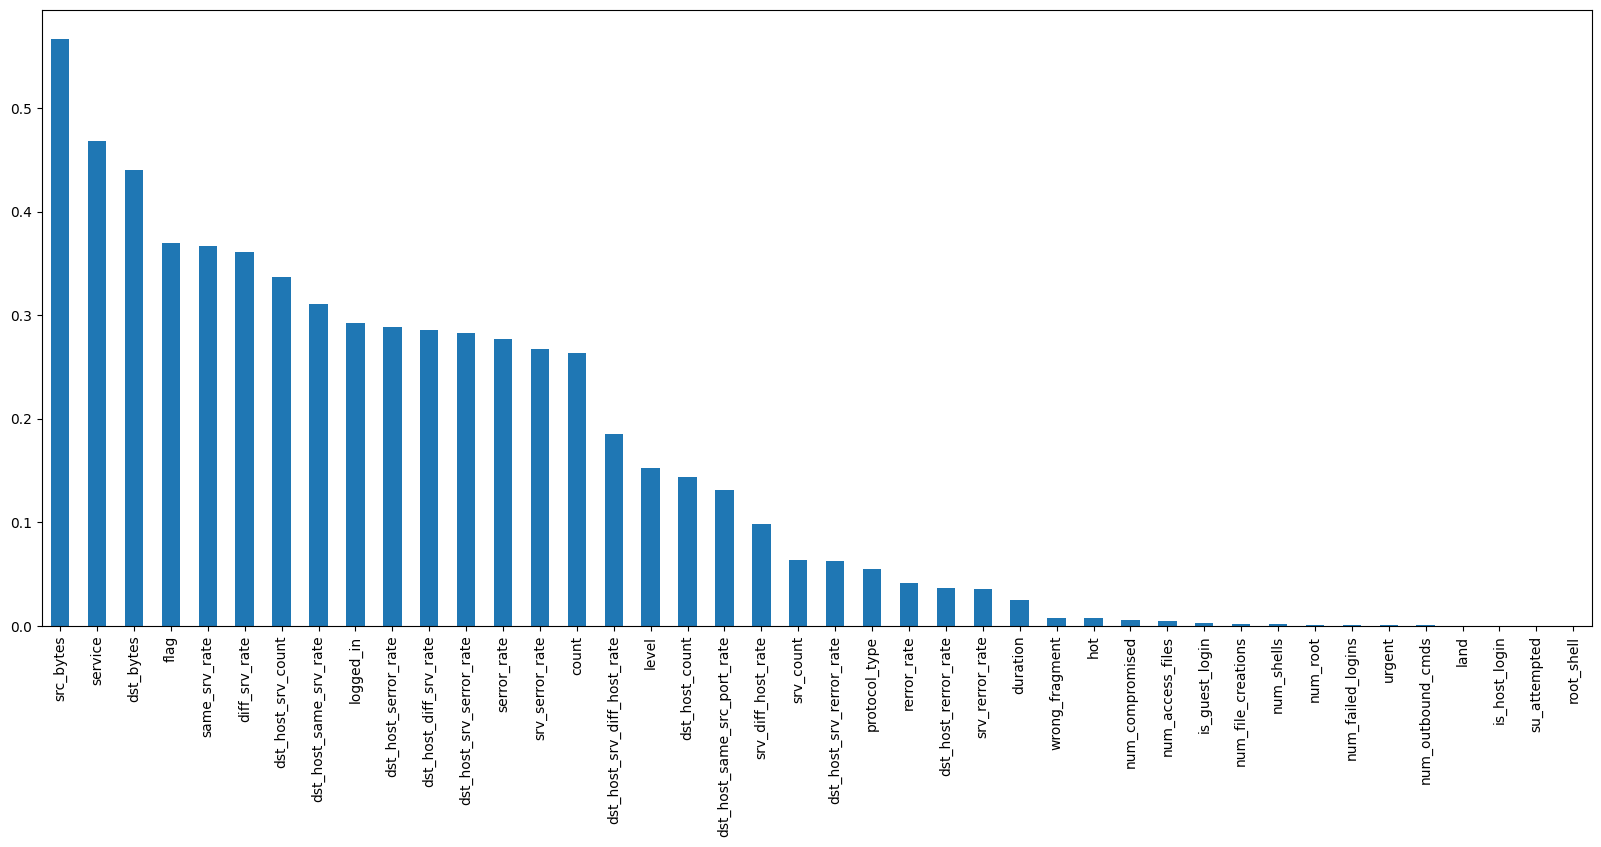 0.5
0.4
0.3
0.2
0.1
0.0
src_bytes
service
dst_bytes
flag
same_srv_rate
diff_srv_rate
dst_host_srv_count
dst_host_same_srv_rate
logged_in
dst_host_serror_rate
dst_host_diff_srv_rate
dst_host_srv_serror_rate
serror_rate
srv_serror_rate
count
dst_host_srv_diff_host_rate
level
dst_host_count
dst_host_same_src_port_rate
srv_diff_host_rate
srv_count
dst_host_srv_rerror_rate
protocol_type
rerror_rate
dst_host_rerror_rate
srv_rerror_rate
duration
wrong_fragment
hot
num_compromised
num_access_files
is_guest_login
num_file_creations
num_shells
num_root
num_failed_logins
urgent
num_outbound_cmds
land
is_host_login
su_attempted
root_shell